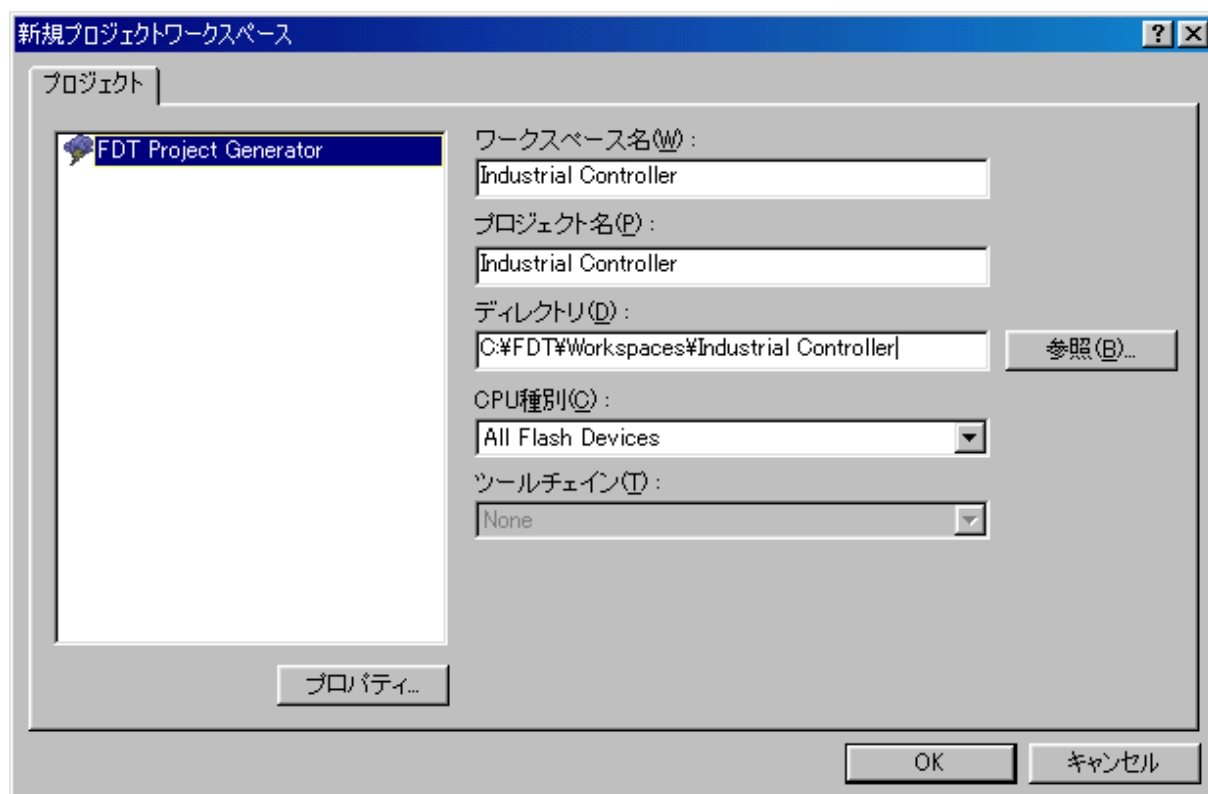 新規プロジェクトワークスペース
プロジェクト
FDT Project Generator
ワークスペース名(W):
Industrial Controller
プロジェクト名(P):
Industrial Controller
ディレクトリ(D):
C:¥FDT¥Workspaces¥Industrial Controller
参照(B)...
CPU種別(C):
All Flash Devices
ツールチェイン(T):
None
プロパティ...
OK
キャンセル